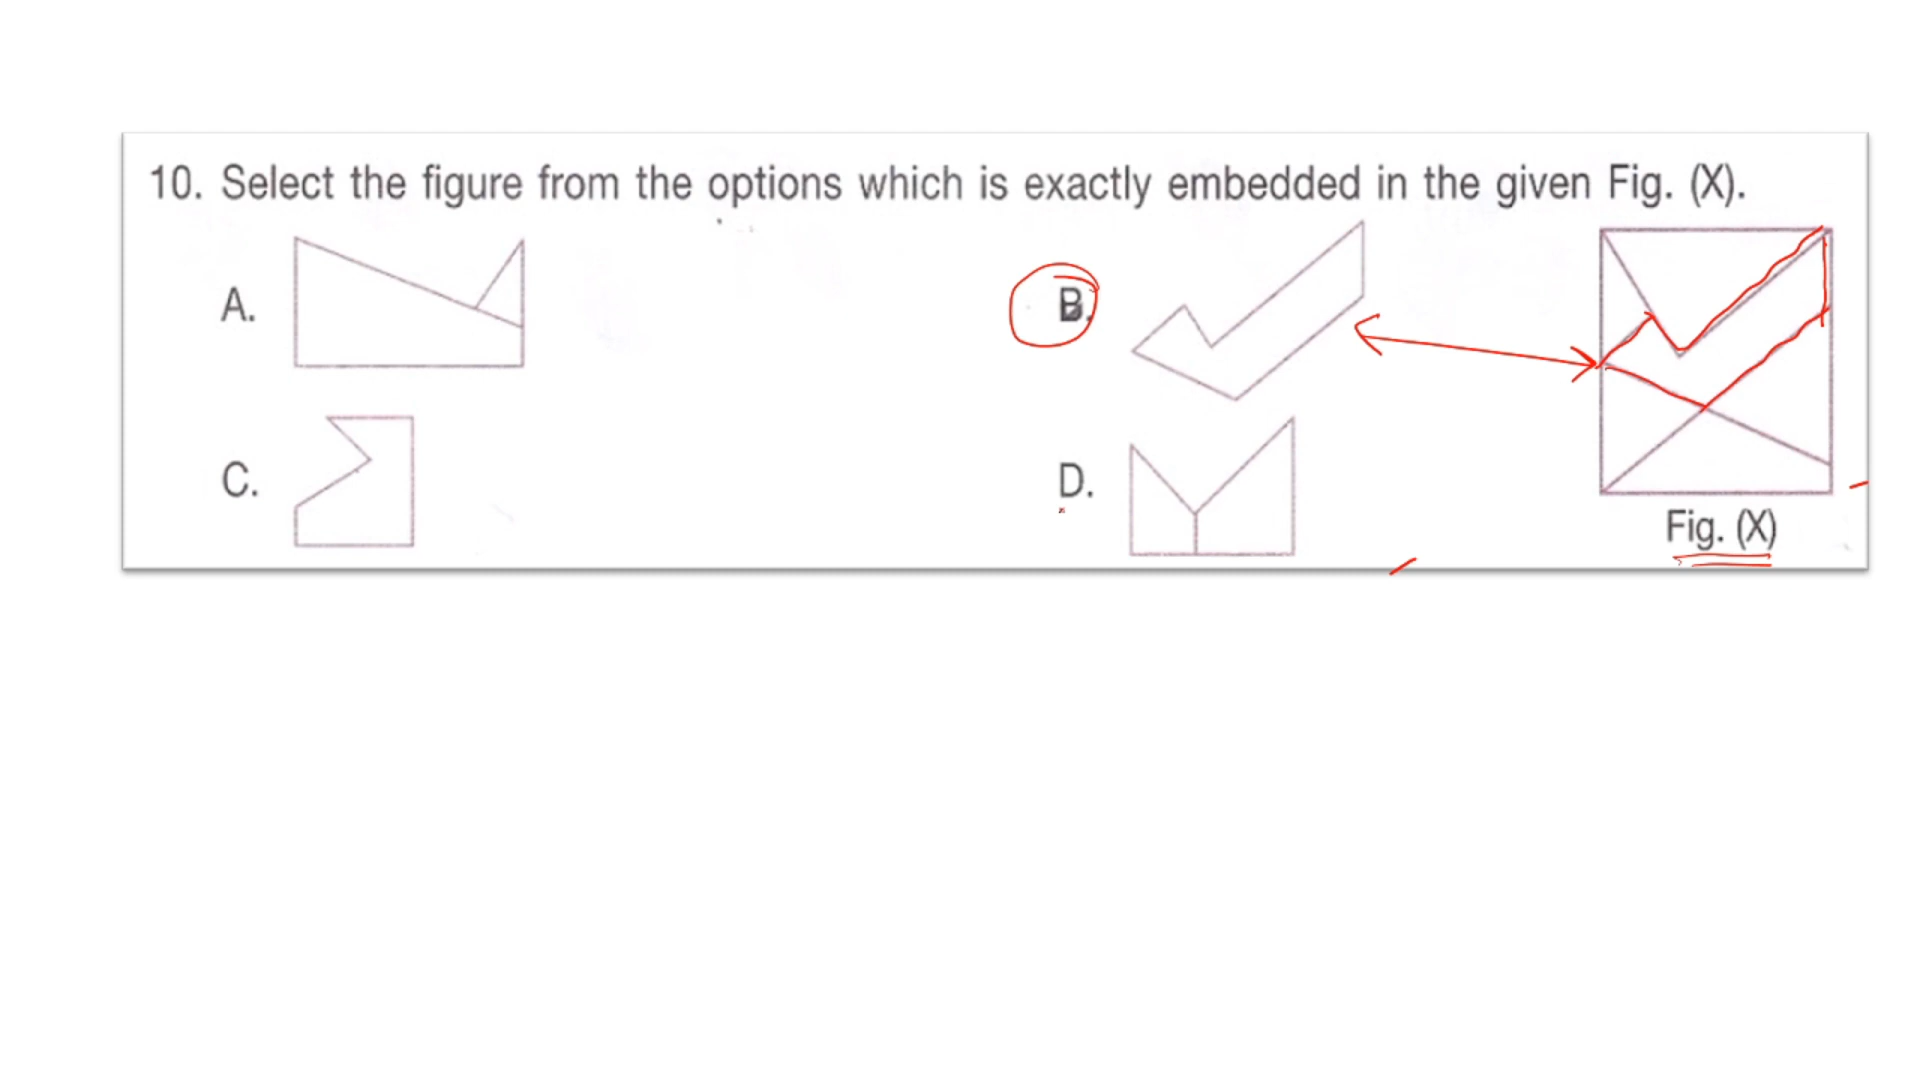 10. Select the figure from the options which is exactly embedded in the given Fig. (X).
A.
B.
C.
D.
Fig. (X)